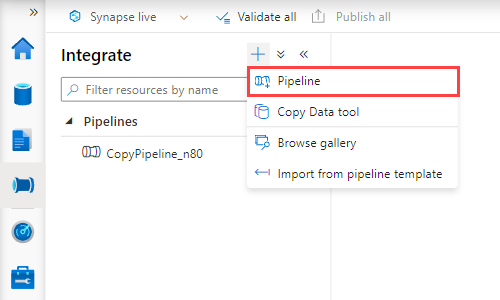 Synapse live
Validate all
Publish all
Integrate
Filter resources by name
Pipelines
CopyPipeline_n80
Pipeline
Copy Data tool
Browse gallery
Import from pipeline template